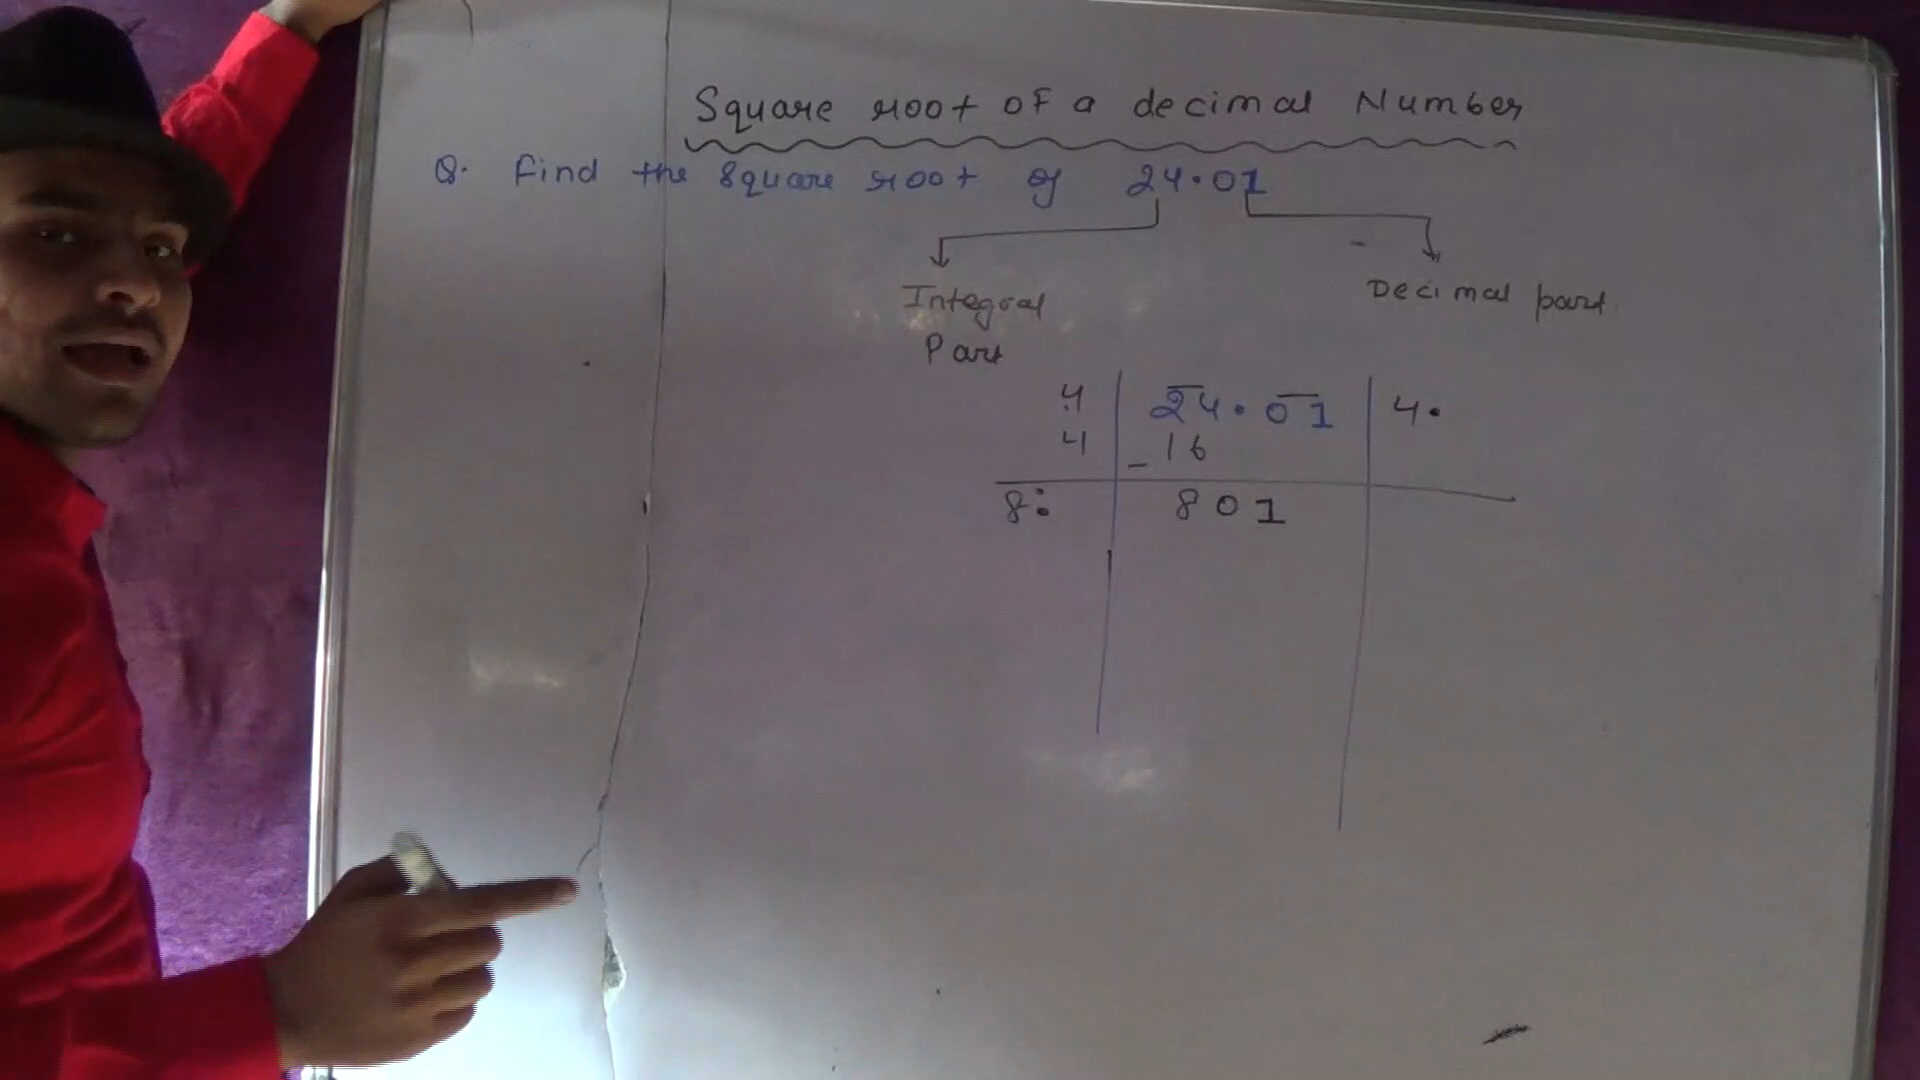 Square root OF a decimal Number
Q. Find the Square root of 24.01
Integral
Part
Decimal part
4 24.01 4.
4 - 16
8: 801